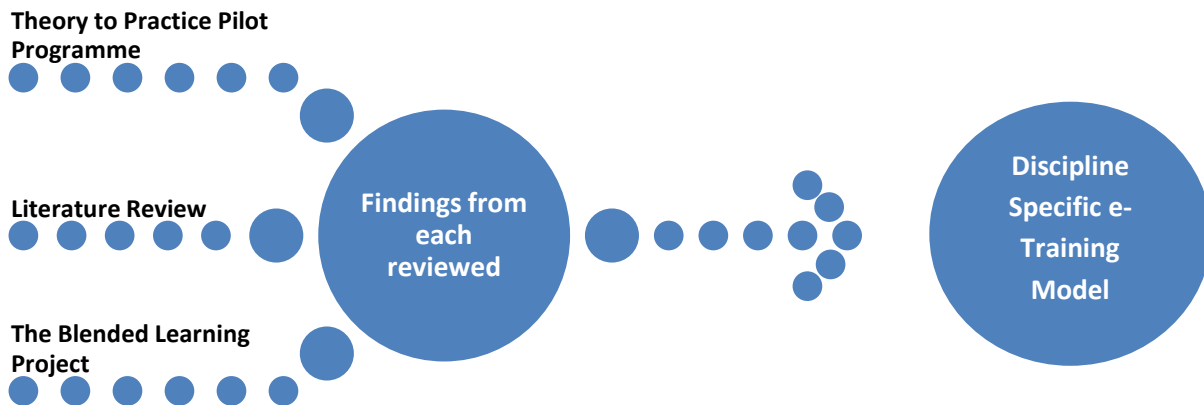 Theory to Practice Pilot
Programme
Literature Review
The Blended Learning
Project
Findings from
each
reviewed
Discipline
Specific e-
Training
Model